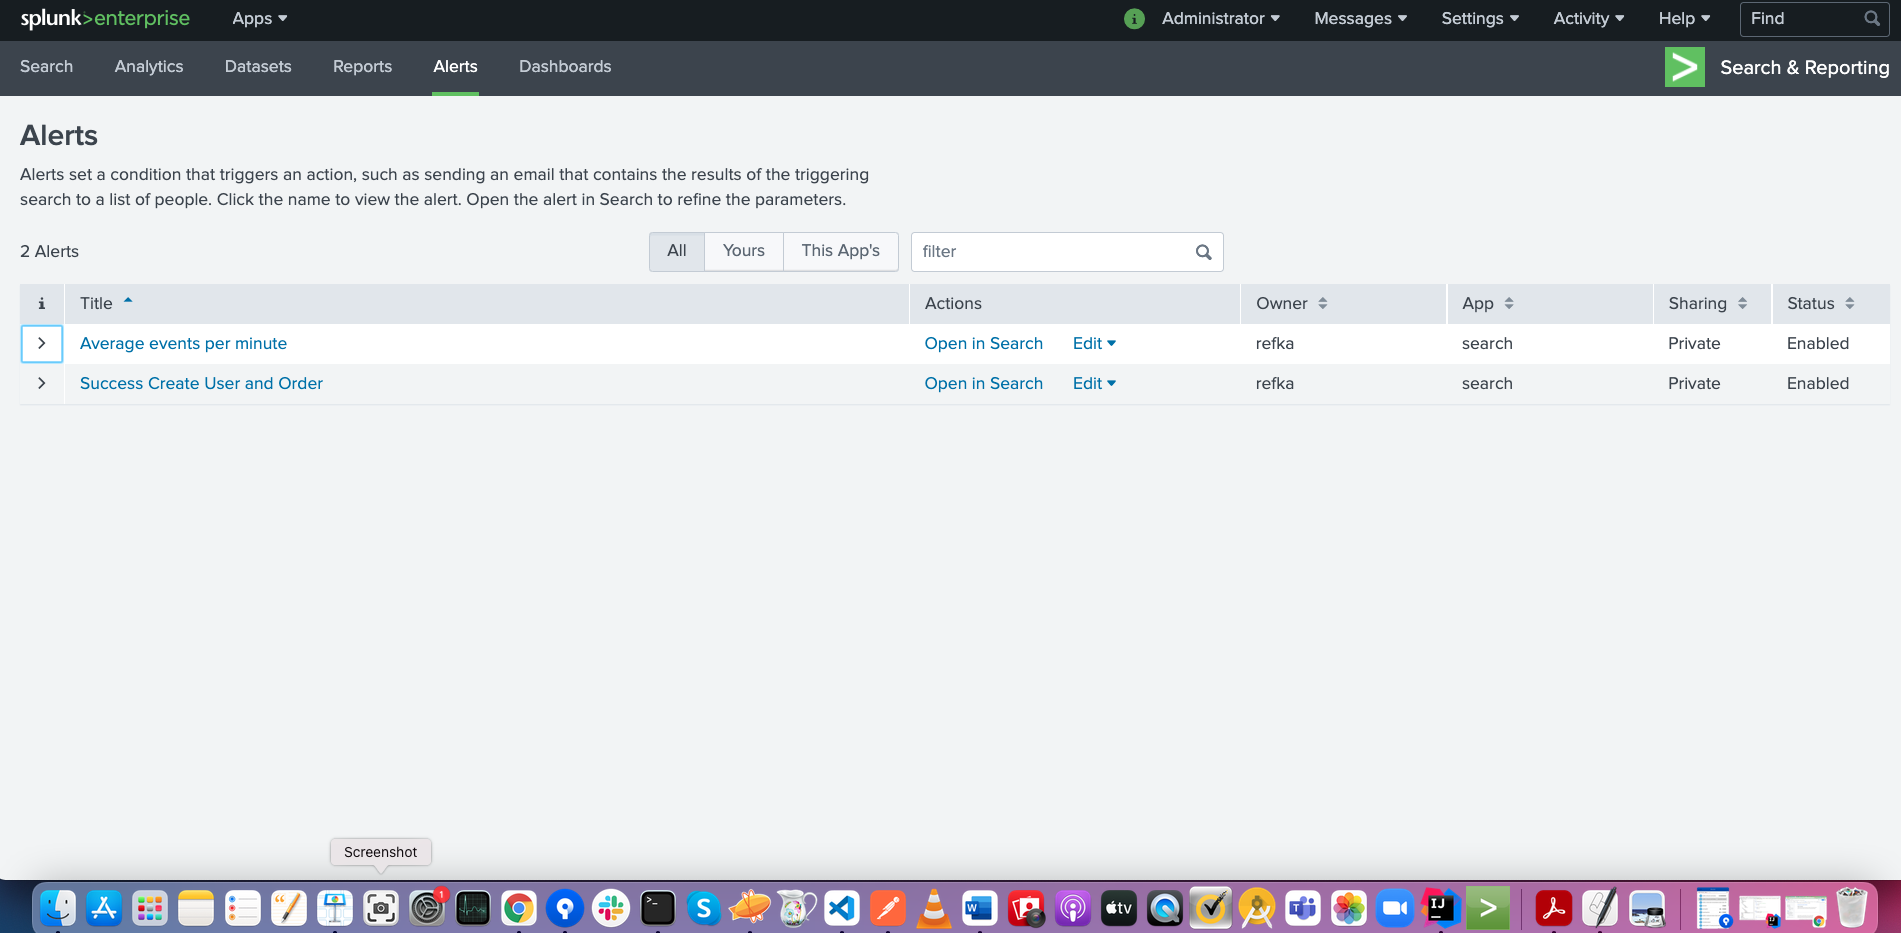 splunk>enterprise Apps Administrator Messages Settings Activity Help Find
Search Analytics Datasets Reports Alerts Dashboards Search & Reporting
Alerts
Alerts set a condition that triggers an action, such as sending an email that contains the results of the triggering
search to a list of people. Click the name to view the alert. Open the alert in Search to refine the parameters.
2 Alerts All Yours This App's filter
i Title Actions Owner App Sharing Status
Average events per minute Open in Search Edit refka search Private Enabled
Success Create User and Order Open in Search Edit refka search Private Enabled
Screenshot
1
tv
IJ